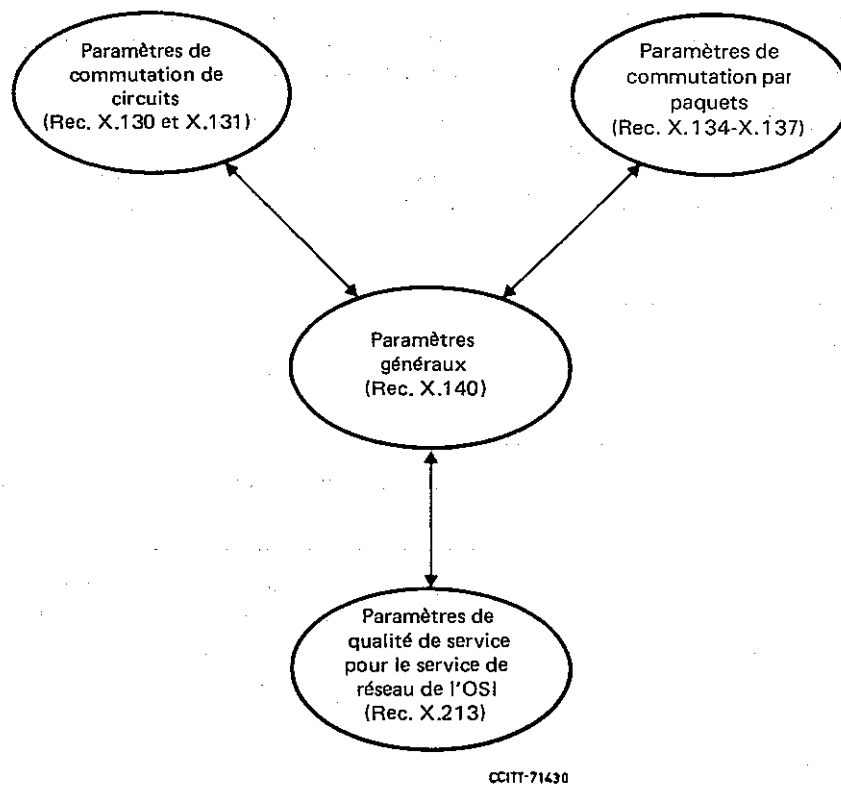 Paramètres de
commutation de
circuits
(Rec. X.130 et X.131)
Paramètres de
commutation par
paquets
(Rec. X.134-X.137)
Paramètres
généraux
(Rec. X.140)
Paramètres de
qualité de service
pour le service de
réseau de l'OSI
(Rec. X.213)
CCITT-71430